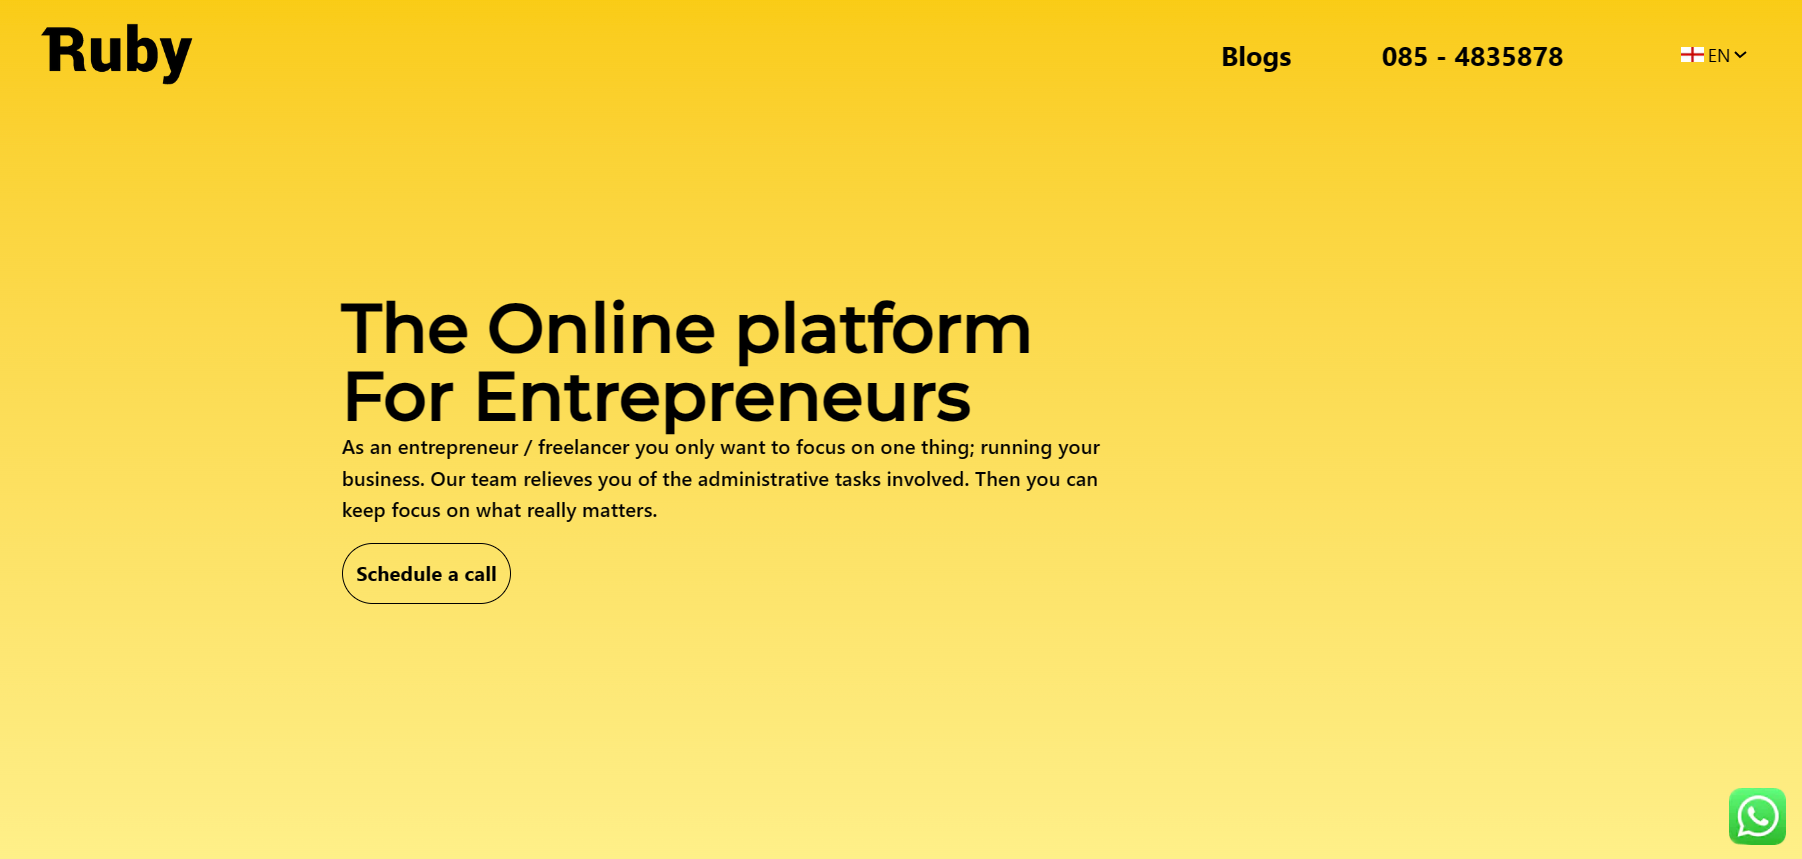 Ruby
Blogs
085 - 4835878
EN
The Online platform
For Entrepreneurs
As an entrepreneur / freelancer you only want to focus on one thing; running your
business. Our team relieves you of the administrative tasks involved. Then you can
keep focus on what really matters.
Schedule a call